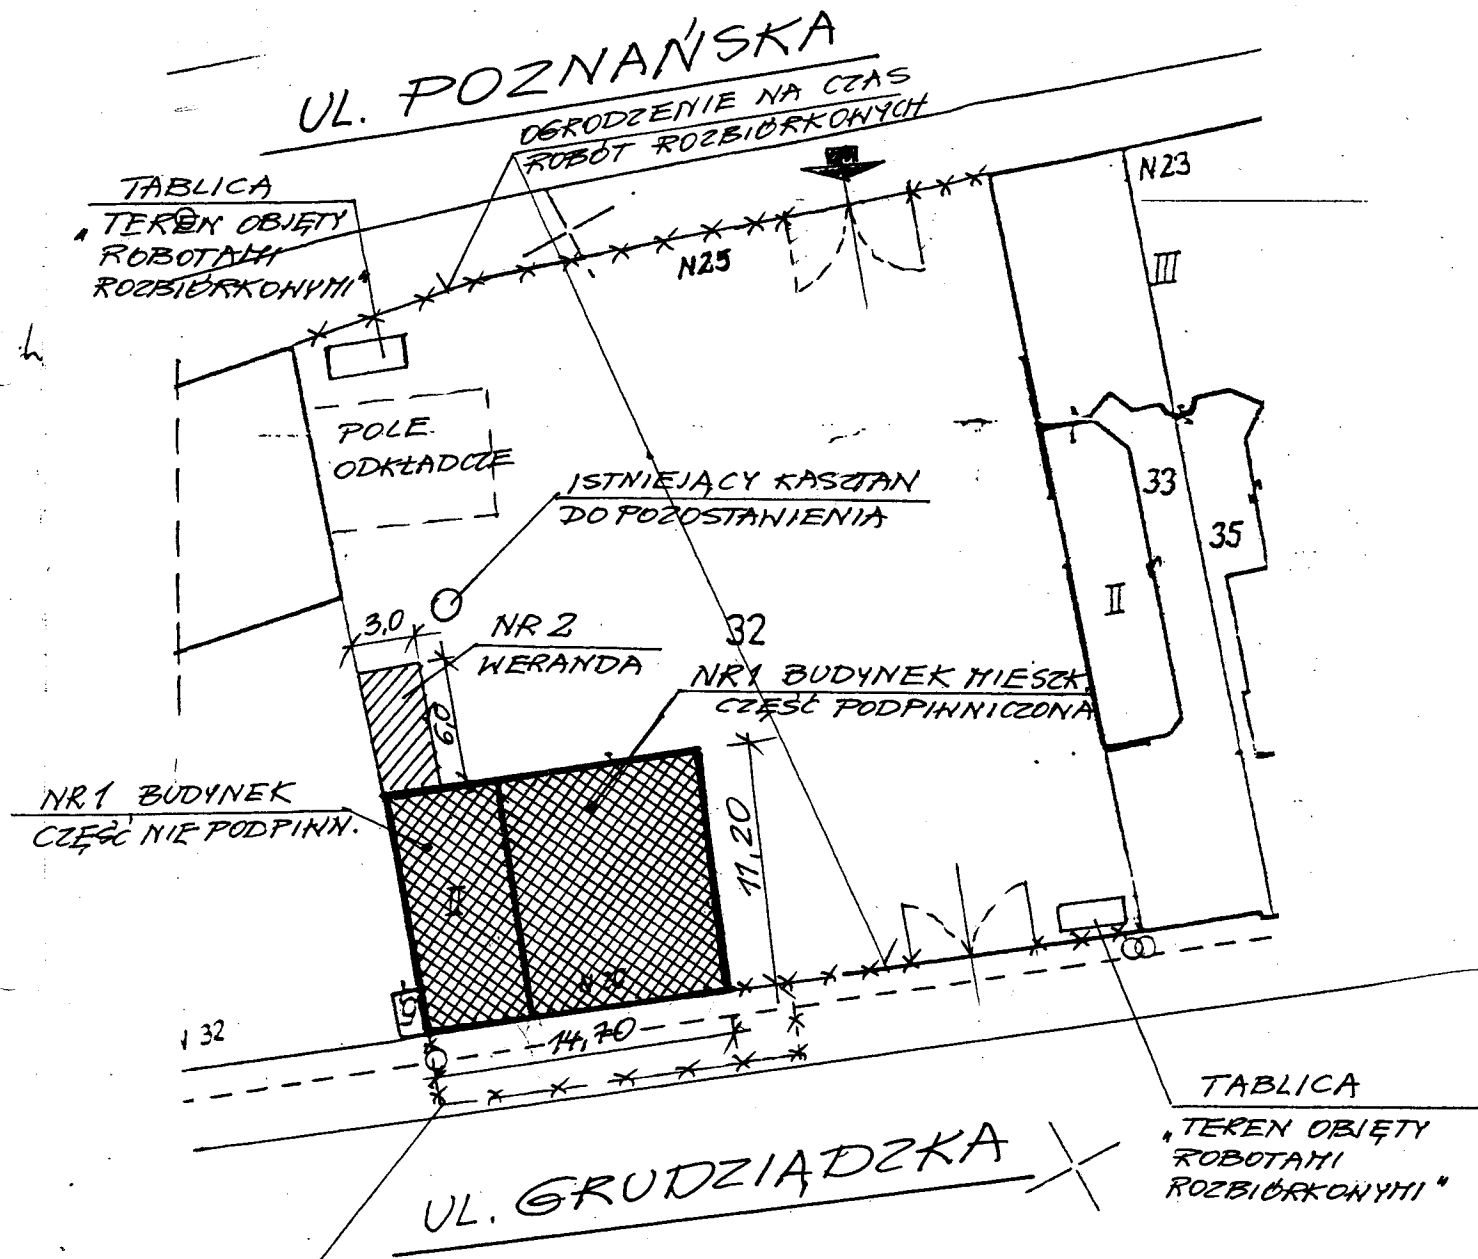 UL. POZNAŃSKA
OGRODZENIE NA CZAS
ROBÓT ROZBIÓRKOWYCH
TABLICA
„TEREN OBJĘTY
ROBOTAMI
ROZBIÓRKOWYMI"
N23
N25
III
POLE
ODKŁADCZE
ISTNIEJĄCY KASZTAN
DO POZOSTAWIENIA
33
35
II
3,0
NR 2
WERANDA
32
NR1 BUDYNEK MIESZK.
CZĘŚĆ PODPIWNICZONA
6,0
NR1 BUDYNEK
CZĘŚĆ NIE PODPIWN.
11,20
II
32
14,70
TABLICA
„TEREN OBJĘTY
ROBOTAMI
ROZBIÓRKOWYMI"
UL. GRUDZIĄDZKA